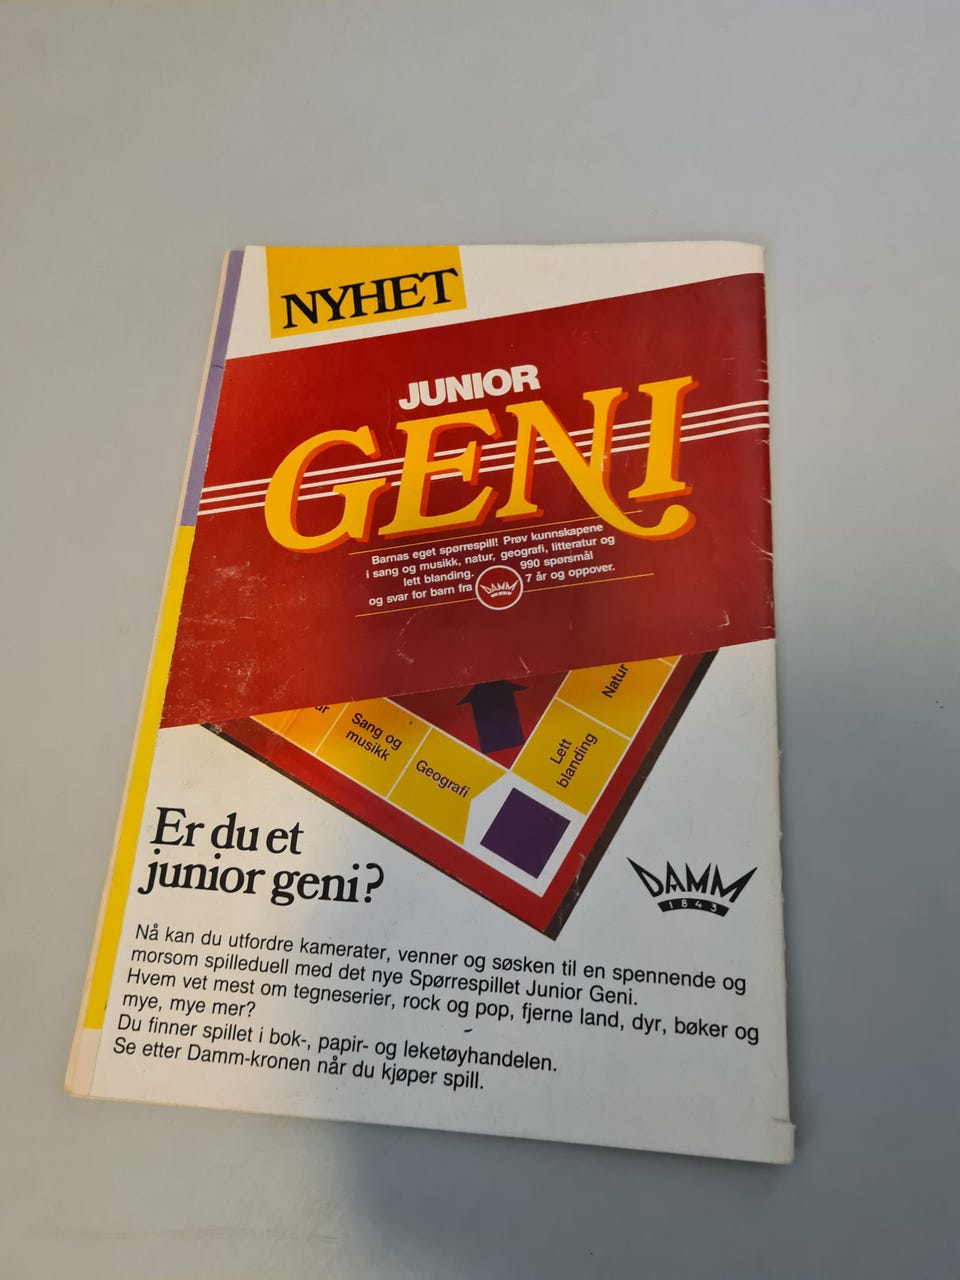 NYHET
JUNIOR
GENI
Barnas eget spørrespill! Prøv kunnskapene
i sang og musikk, natur, geografi, litteratur og
lett blanding. 990 spørsmål
og svar for barn fra 7 år og oppover.
DAMM
Natur
Sang og
musikk
Geografi
Lett
blanding
Er du et
junior geni?
DAMM
1843
Nå kan du utfordre kamerater, venner og søsken til en spennende og
morsom spilleduell med det nye Spørrespillet Junior Geni.
Hvem vet mest om tegneserier, rock og pop, fjerne land, dyr, bøker og
mye, mye mer?
Du finner spillet i bok-, papir- og leketøyhandelen.
Se etter Damm-kronen når du kjøper spill.